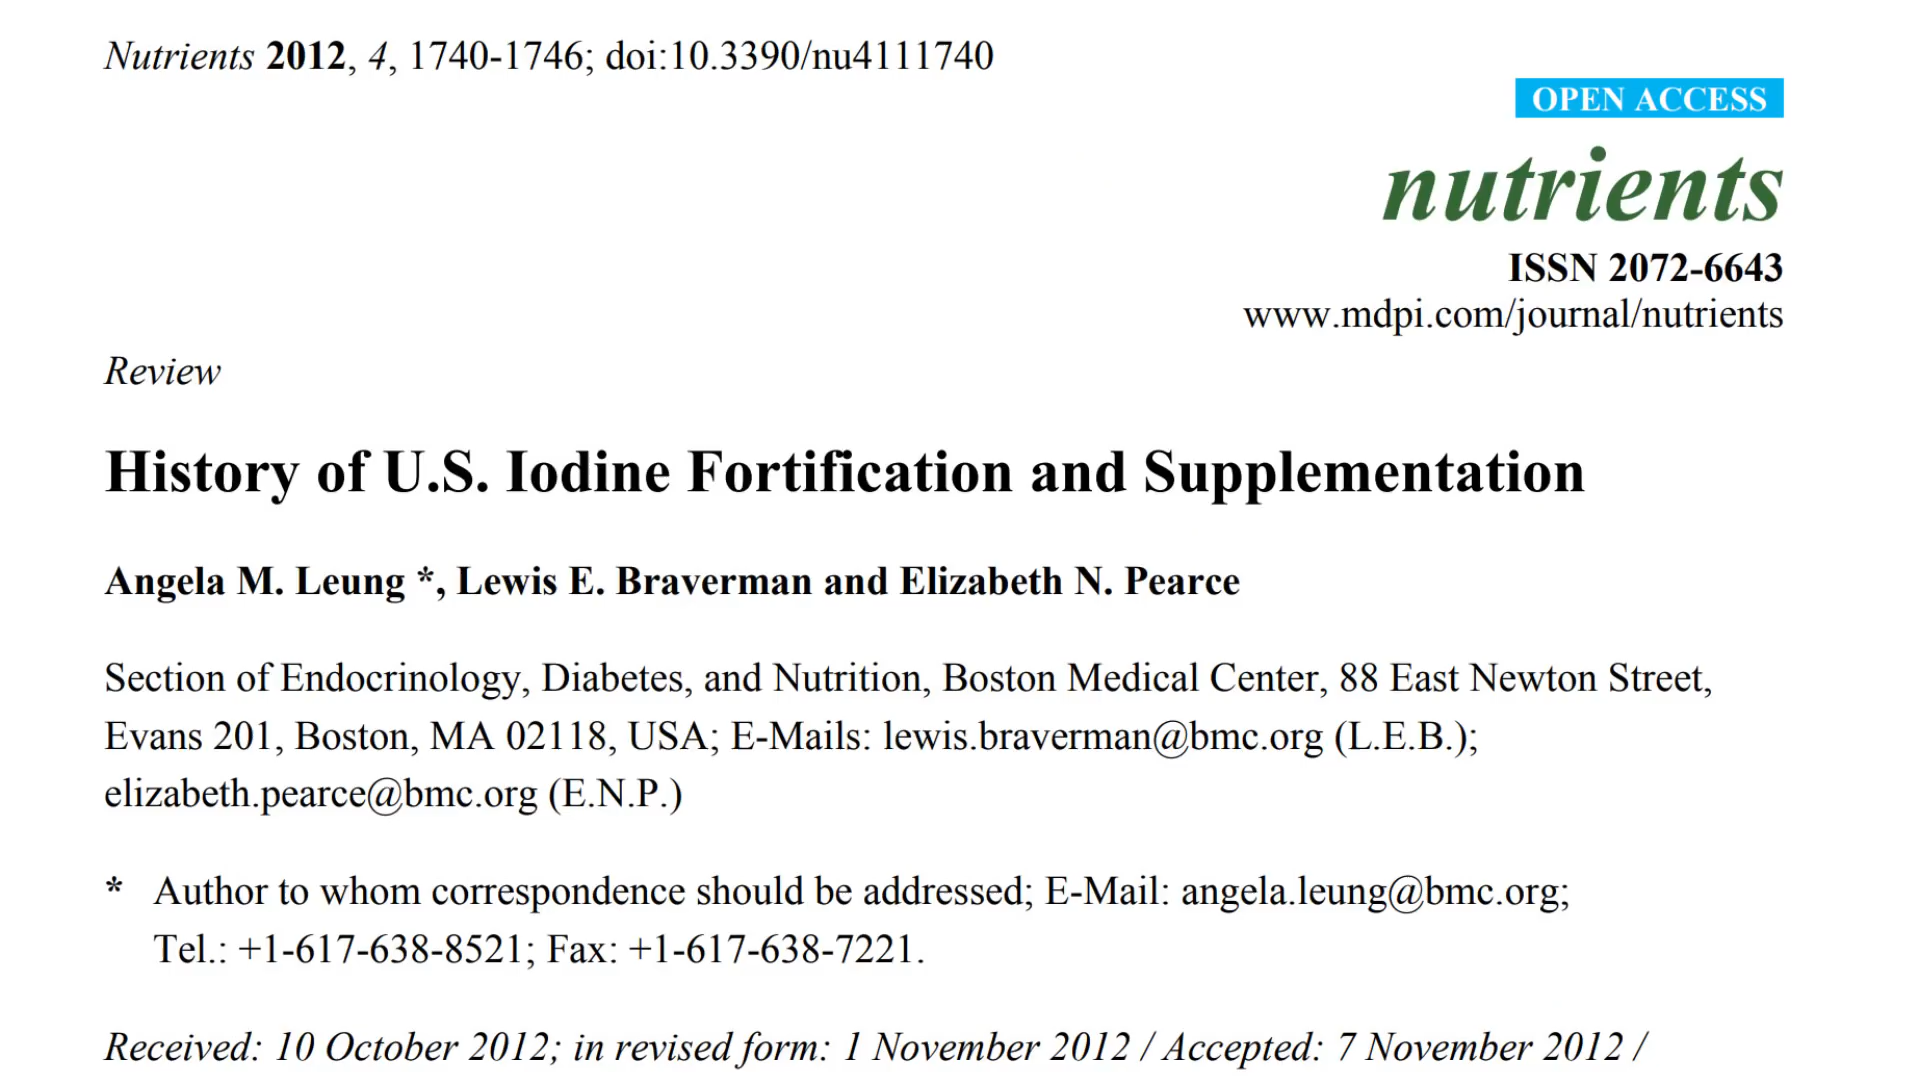 Nutrients 2012, 4, 1740-1746; doi:10.3390/nu4111740
OPEN ACCESS
nutrients
ISSN 2072-6643
www.mdpi.com/journal/nutrients
Review
History of U.S. Iodine Fortification and Supplementation
Angela M. Leung *, Lewis E. Braverman and Elizabeth N. Pearce
Section of Endocrinology, Diabetes, and Nutrition, Boston Medical Center, 88 East Newton Street,
Evans 201, Boston, MA 02118, USA; E-Mails: lewis.braverman@bmc.org (L.E.B.);
elizabeth.pearce@bmc.org (E.N.P.)
* Author to whom correspondence should be addressed; E-Mail: angela.leung@bmc.org;
Tel.: +1-617-638-8521; Fax: +1-617-638-7221.
Received: 10 October 2012; in revised form: 1 November 2012 / Accepted: 7 November 2012 /